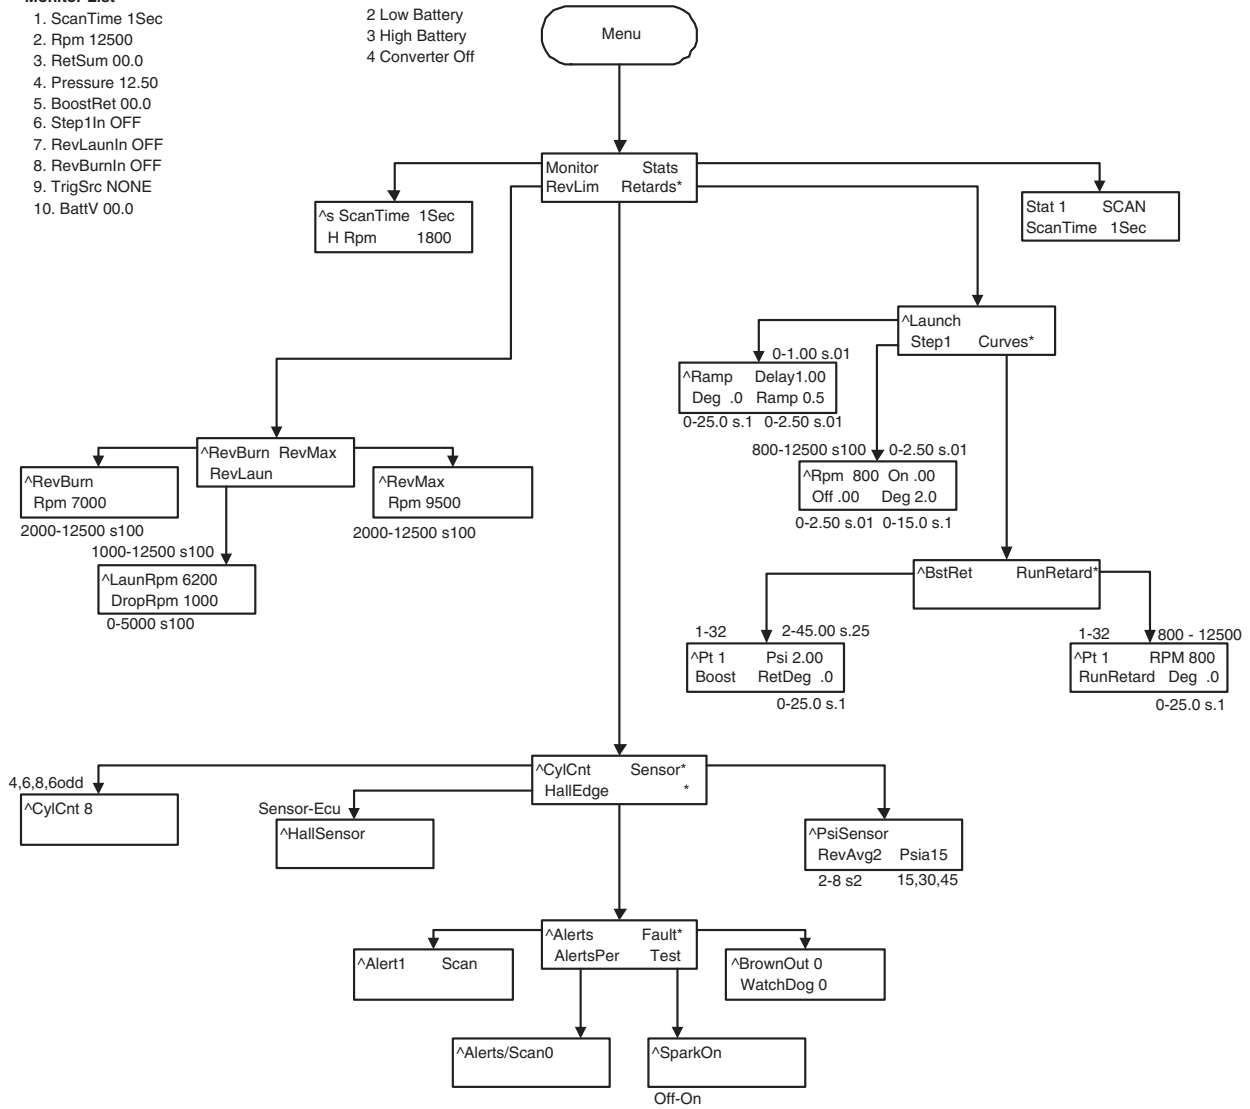 Monitor List
1. ScanTime 1Sec
2. Rpm 12500
3. RetSum 00.0
4. Pressure 12.50
5. BoostRet 00.0
6. Step1In OFF
7. RevLaunIn OFF
8. RevBurnIn OFF
9. TrigSrc NONE
10. BattV 00.0
2 Low Battery
3 High Battery
4 Converter Off
Menu
Monitor Stats
RevLim Retards*
^s ScanTime 1Sec
H Rpm 1800
Stat 1 SCAN
ScanTime 1Sec
^Launch
Step1 Curves*
0-1.00 s.01
^Ramp Delay1.00
Deg .0 Ramp 0.5
0-25.0 s.1 0-2.50 s.01
800-12500 s100 0-2.50 s.01
^Rpm 800 On .00
Off .00 Deg 2.0
0-2.50 s.01 0-15.0 s.1
^RevBurn RevMax
RevLaun
^RevBurn
Rpm 7000
2000-12500 s100
^RevMax
Rpm 9500
2000-12500 s100
1000-12500 s100
^LaunRpm 6200
DropRpm 1000
0-5000 s100
^BstRet RunRetard*
1-32 2-45.00 s.25
^Pt 1 Psi 2.00
Boost RetDeg .0
0-25.0 s.1
1-32 800 - 12500
^Pt 1 RPM 800
RunRetard Deg .0
0-25.0 s.1
^CylCnt Sensor*
HallEdge *
4,6,8,6odd
^CylCnt 8
Sensor-Ecu
^HallSensor
^PsiSensor
RevAvg2 Psia15
2-8 s2 15,30,45
^Alerts Fault*
AlertsPer Test
^Alert1 Scan
^BrownOut 0
WatchDog 0
^Alerts/Scan0
^SparkOn
Off-On